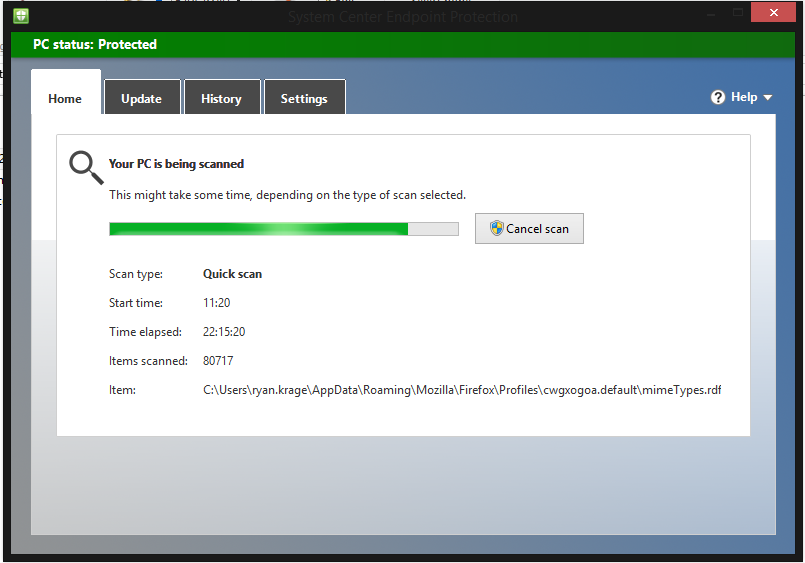 System Center Endpoint Protection
PC status: Protected
Home
Update
History
Settings
? Help
Your PC is being scanned
This might take some time, depending on the type of scan selected.
Cancel scan
Scan type: Quick scan
Start time: 11:20
Time elapsed: 22:15:20
Items scanned: 80717
Item: C:\Users\ryan.krage\AppData\Roaming\Mozilla\Firefox\Profiles\cwgxogoa.default\mimeTypes.rdf